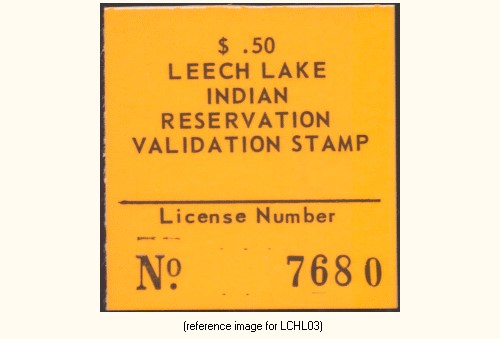 $ .50
LEECH LAKE
INDIAN
RESERVATION
VALIDATION STAMP
License Number
No. 7680
(reference image for LCHL03)